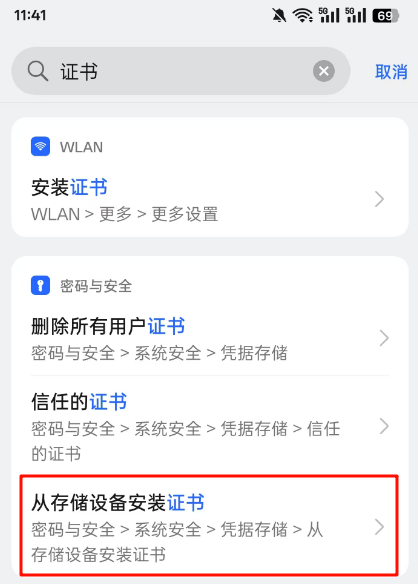 11:41
5G 5G 69
证书
取消
WLAN
安装证书
WLAN > 更多 > 更多设置
密码与安全
删除所有用户证书
密码与安全 > 系统安全 > 凭据存储
信任的证书
密码与安全 > 系统安全 > 凭据存储 > 信任
的证书
从存储设备安装证书
密码与安全 > 系统安全 > 凭据存储 > 从
存储设备安装证书